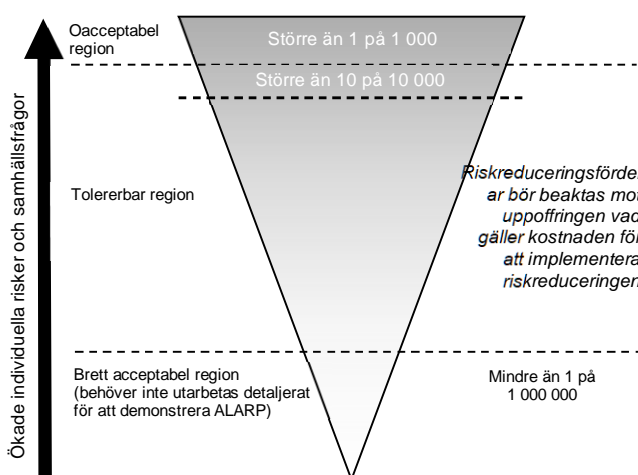 Oacceptabel
region
Större än 1 på 1 000
Större än 10 på 10 000
Ökade individuella risker och samhällsfrågor
Tolererbar region
Riskreduceringsförde
ar bör beaktas mot
uppoffringen vad
gäller kostnaden för
att implementera
riskreduceringen
Brett acceptabel region
(behöver inte utarbetas detaljerat
för att demonstrera ALARP)
Mindre än 1 på
1 000 000